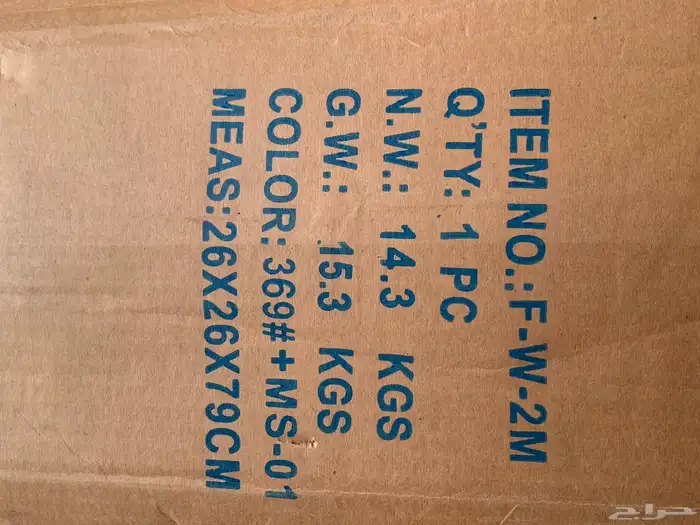 ITEM NO.: F-W-2M
Q'TY: 1 PC
N.W.: 14.3 KGS
G.W.: 15.3 KGS
COLOR: 369#+MS-01
MEAS: 26X26X79CM
حراج